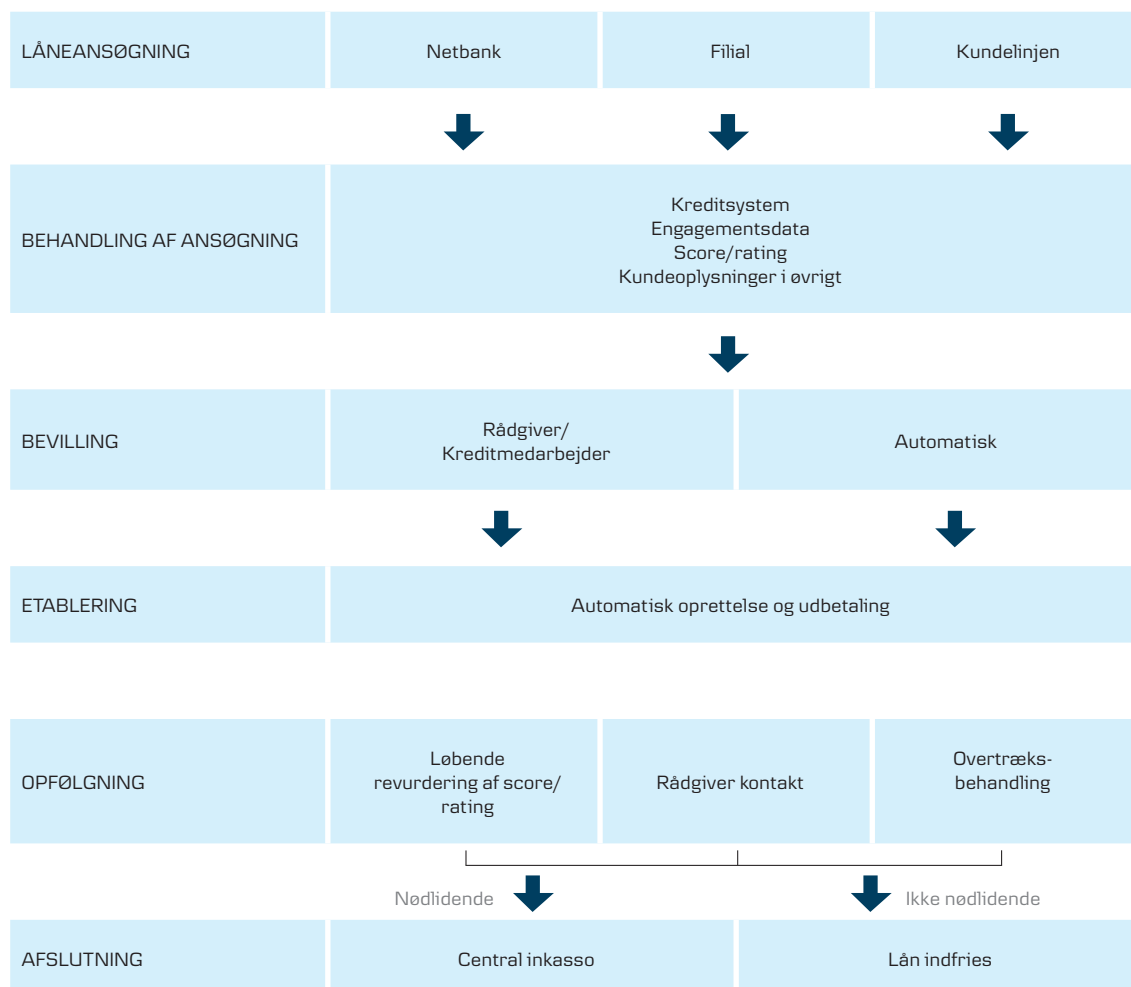 LÅNEANSØGNING
Netbank
Filial
Kundelinjen
BEHANDLING AF ANSØGNING
Kreditsystem
Engagementsdata
Score/rating
Kundeoplysninger i øvrigt
BEVILLING
Rådgiver/
Kreditmedarbejder
Automatisk
ETABLERING
Automatisk oprettelse og udbetaling
OPFØLGNING
Løbende
revurdering af score/
rating
Rådgiver kontakt
Overtræks-
behandling
Nødlidende
Ikke nødlidende
AFSLUTNING
Central inkasso
Lån indfries